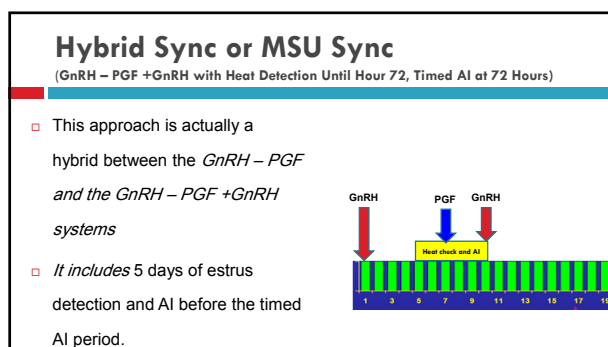 Hybrid Sync or MSU Sync
(GnRH – PGF +GnRH with Heat Detection Until Hour 72, Timed AI at 72 Hours)
□ This approach is actually a
hybrid between the GnRH – PGF
and the GnRH – PGF +GnRH
systems
□ It includes 5 days of estrus
detection and AI before the timed
AI period.
GnRH PGF GnRH
Heat check and AI
1 3 5 7 9 11 13 15 17 19